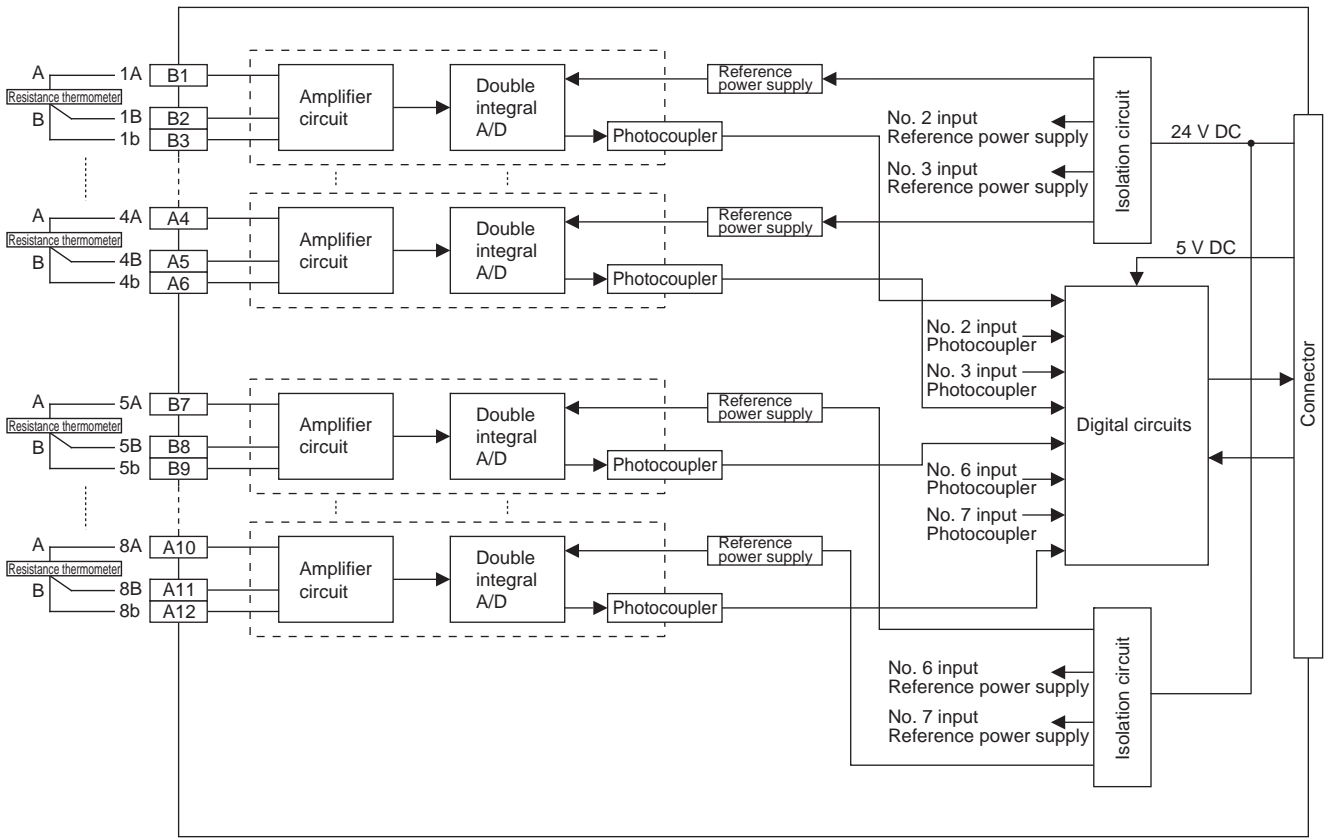 A
1A
B1
Resistance thermometer
B
1B
B2
1b
B3
Amplifier
circuit
Double
integral
A/D
Reference
power supply
Photocoupler
No. 2 input
Reference power supply
No. 3 input
Reference power supply
Isolation circuit
24 V DC
A
4A
A4
Resistance thermometer
B
4B
A5
4b
A6
Amplifier
circuit
Double
integral
A/D
Reference
power supply
Photocoupler
5 V DC
No. 2 input
Photocoupler
No. 3 input
Photocoupler
Digital circuits
Connector
A
5A
B7
Resistance thermometer
B
5B
B8
5b
B9
Amplifier
circuit
Double
integral
A/D
Reference
power supply
Photocoupler
No. 6 input
Photocoupler
No. 7 input
Photocoupler
A
8A
A10
Resistance thermometer
B
8B
A11
8b
A12
Amplifier
circuit
Double
integral
A/D
Reference
power supply
Photocoupler
No. 6 input
Reference power supply
No. 7 input
Reference power supply
Isolation circuit